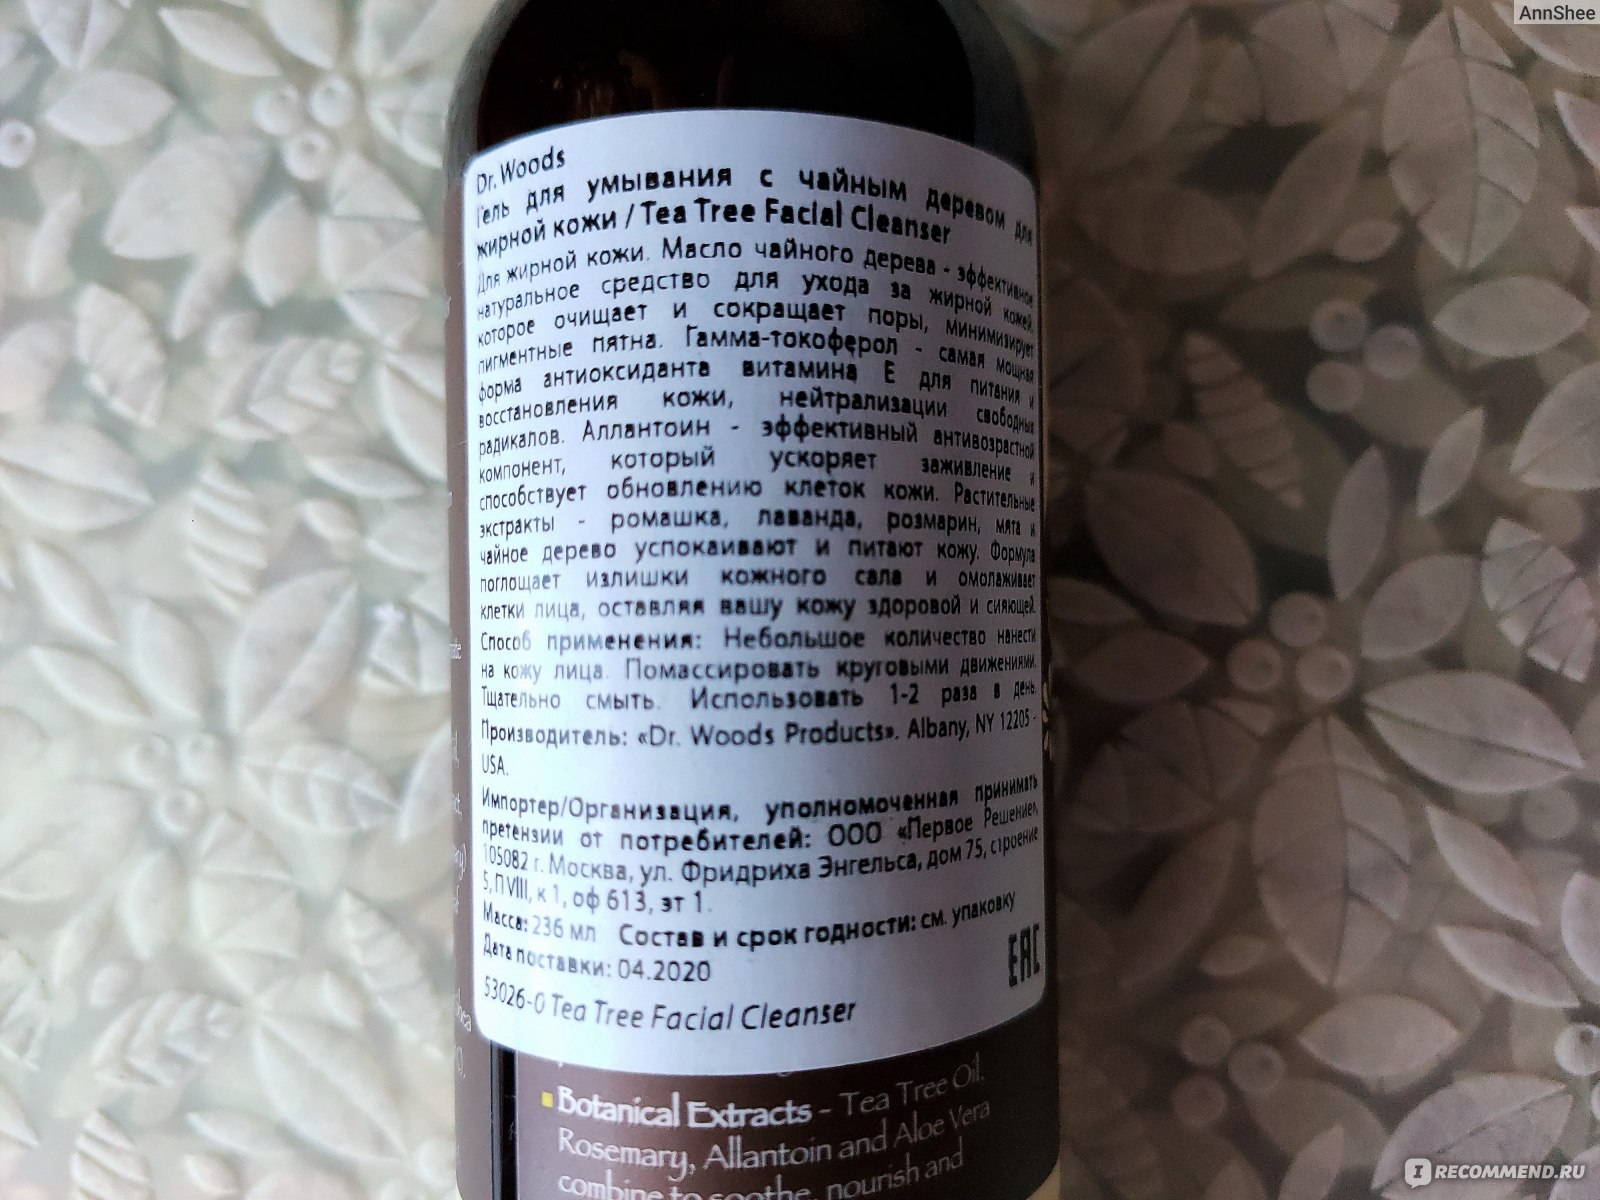 AnnShee
Dr. Woods
Гель для умывания с чайным деревом для
жирной кожи / Tea Tree Facial Cleanser
Для жирной кожи. Масло чайного дерева - эффективное
натуральное средство для ухода за жирной кожей,
которое очищает и сокращает поры, минимизирует
пигментные пятна. Гамма-токоферол - самая мощная
форма антиоксиданта витамина Е для питания и
восстановления кожи, нейтрализации свободных
радикалов. Аллантоин - эффективный антивозрастной
компонент, который ускоряет заживление и
способствует обновлению клеток кожи. Растительные
экстракты - ромашка, лаванда, розмарин, мята и
чайное дерево успокаивают и питают кожу. Формула
поглощает излишки кожного сала и омолаживает
клетки лица, оставляя вашу кожу здоровой и сияющей.
Способ применения: Небольшое количество нанести
на кожу лица. Помассировать круговыми движениями.
Тщательно смыть. Использовать 1-2 раза в день.
Производитель: «Dr. Woods Products». Albany, NY 12205 -
USA.
Импортер/Организация, уполномоченная принимать
претензии от потребителей: ООО «Первое Решение»,
105082 г. Москва, ул. Фридриха Энгельса, дом 75, строение
5, П VIII, к 1, оф 613, эт 1.
Масса: 236 мл Состав и срок годности: см. упаковку
Дата поставки: 04.2020
EAC
53026-0 Tea Tree Facial Cleanser
Botanical Extracts - Tea Tree Oil,
Rosemary, Allantoin and Aloe Vera
combine to soothe, nourish and
IRECOMMEND.RU